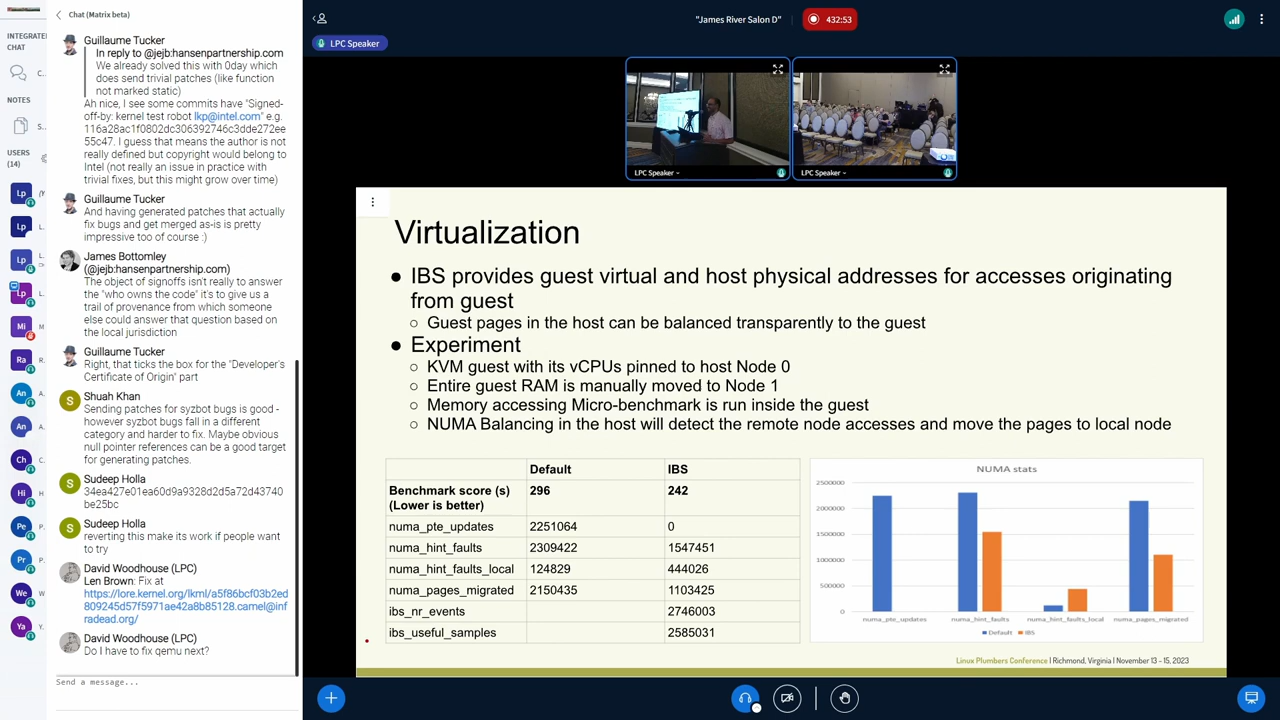 Chat (Matrix beta)
INTEGRATE
CHAT
C..
NOTES
S..
USERS
(14)
Lp
Lp
Lp
Lp
Mi
M
Ra
R.
An
A.
An
A.
Ch
C.
Hi
H
Pe
P.
Pr
P.
We
W
Ya
Y.
Guillaume Tucker
In reply to @jejb:hansenpartnership.com
We already solved this with 0day which
does send trivial patches (like function
not marked static)
Ah nice, I see some commits have "Signed-
off-by: kernel test robot lkp@intel.com" e.g.
116a28ac1f0802dc306392746c3dde272ee
55c47. I guess that means the author is not
really defined but copyright would belong to
Intel (not really an issue in practice with
trivial fixes, but this might grow over time)
Guillaume Tucker
And having generated patches that actually
fix bugs and get merged as-is is pretty
impressive too of course :)
James Bottomley
(@jejb:hansenpartnership.com)
The object of signoffs isn't really to answer
the "who owns the code" it's to give us a
trail of provenance from which someone
else could answer that question based on
the local jurisdiction
Guillaume Tucker
Right, that ticks the box for the "Developer's
Certificate of Origin" part
S
Shuah Khan
Sending patches for syzbot bugs is good -
however syzbot bugs fall in a different
category and harder to fix. Maybe obvious
null pointer references can be a good target
for generating patches.
S
Sudeep Holla
34ea427e01ea60d9a9328d2d5a72d43740
be25bc
S
Sudeep Holla
reverting this make its work if people want
to try
David Woodhouse (LPC)
Len Brown: Fix at
https://lore.kernel.org/lkml/a5f86bcf03b2ed
809245d57f5971ae42a8b85128.camel@inf
radead.org/
David Woodhouse (LPC)
Do I have to fix qemu next?
Send a message...
"James River Salon D"
432:53
LPC Speaker
LPC Speaker
LPC Speaker
Virtualization
● IBS provides guest virtual and host physical addresses for accesses originating
from guest
○ Guest pages in the host can be balanced transparently to the guest
● Experiment
○ KVM guest with its vCPUs pinned to host Node 0
○ Entire guest RAM is manually moved to Node 1
○ Memory accessing Micro-benchmark is run inside the guest
○ NUMA Balancing in the host will detect the remote node accesses and move the pages to local node
Default IBS
Benchmark score (s) 296 242
(Lower is better)
numa_pte_updates 2251064 0
numa_hint_faults 2309422 1547451
numa_hint_faults_local 124829 444026
numa_pages_migrated 2150435 1103425
ibs_nr_events 2746003
ibs_useful_samples 2585031
NUMA stats
2500000
2000000
1500000
1000000
500000
0
numa_pte_updates numa_hint_faults numa_hint_faults_local numa_pages_migrated
Default IBS
Linux Plumbers Conference | Richmond, Virginia | November 13 - 15, 2023